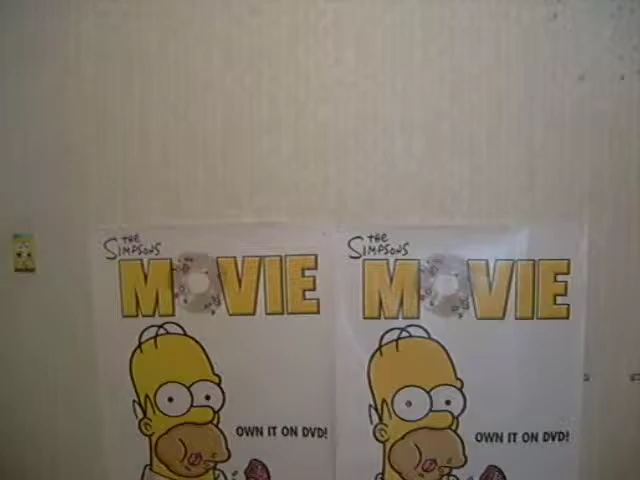 THE
SIMPSONS
MOVIE
OWN IT ON DVD!
THE
SIMPSONS
MOVIE
OWN IT ON DVD!